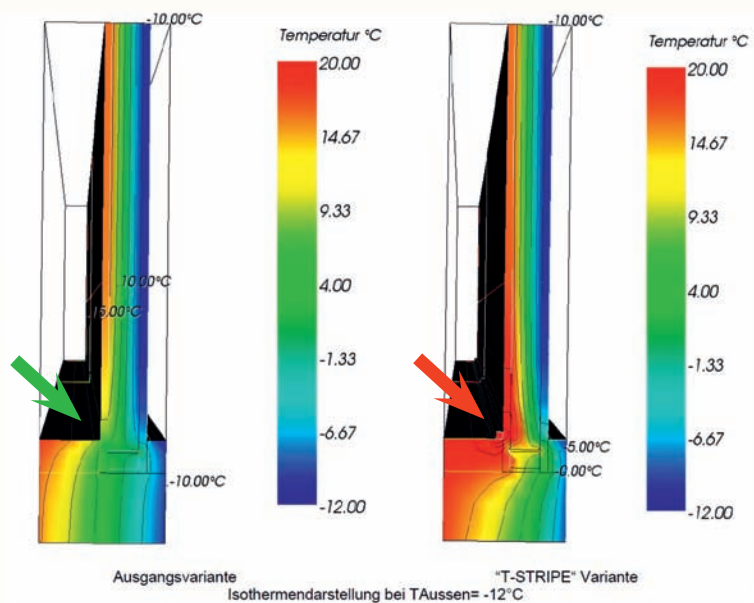 -10.00°C
Temperatur °C
20.00
14.67
9.33
4.00
-1.33
-6.67
-12.00
10.00°C
15.00°C
-10.00°C
Ausgangsvariante
-10.00°C
Temperatur °C
20.00
14.67
9.33
4.00
-1.33
-6.67
-12.00
-5.00°C
-0.00°C
"T-STRIPE" Variante
Isothermendarstellung bei TAussen= -12°C